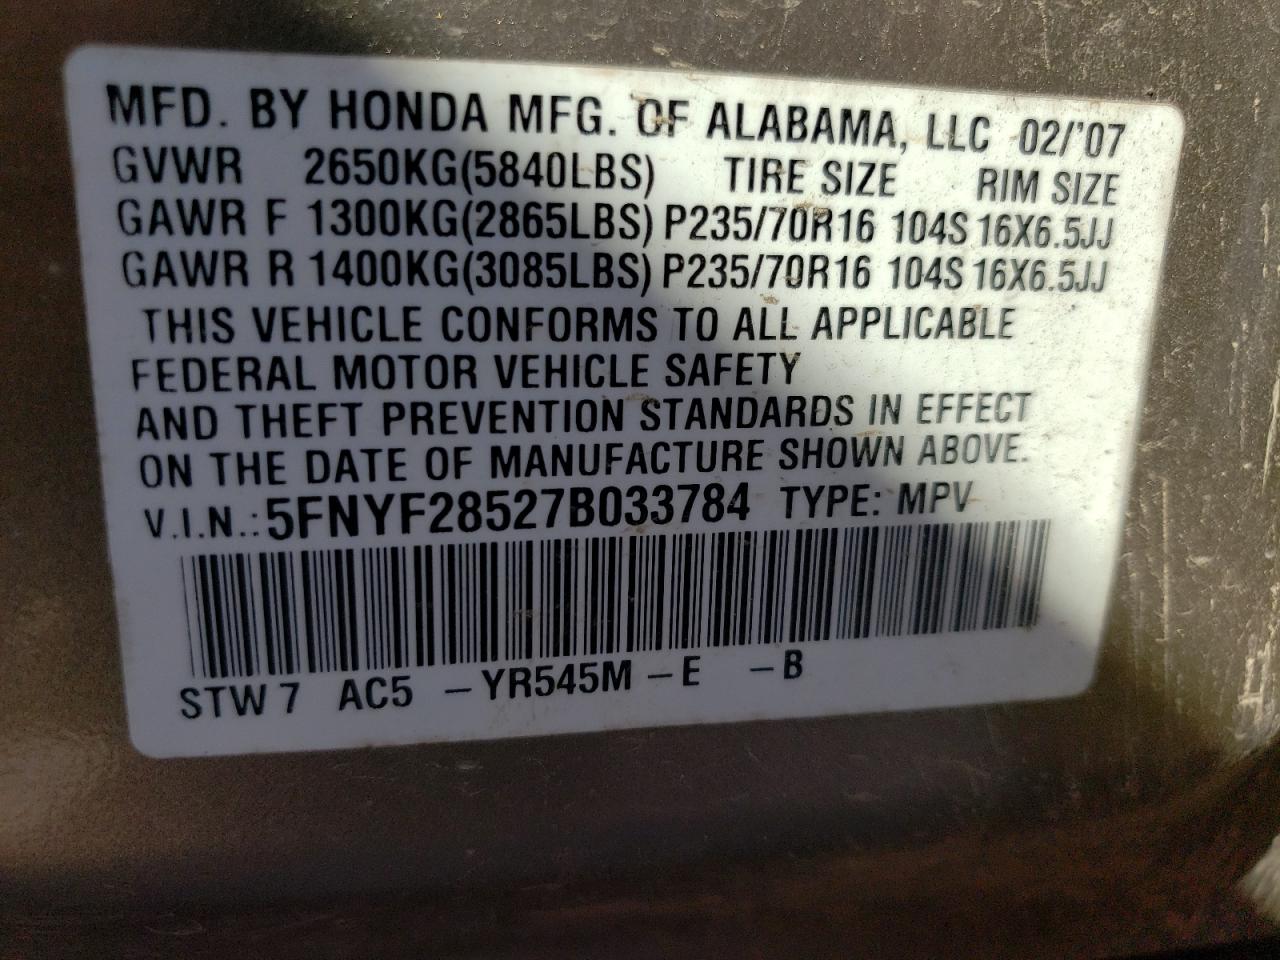 MFD. BY HONDA MFG. OF ALABAMA, LLC 02/'07
GVWR 2650KG(5840LBS) TIRE SIZE RIM SIZE
GAWR F 1300KG(2865LBS) P235/70R16 104S 16X6.5JJ
GAWR R 1400KG(3085LBS) P235/70R16 104S 16X6.5JJ
THIS VEHICLE CONFORMS TO ALL APPLICABLE
FEDERAL MOTOR VEHICLE SAFETY
AND THEFT PREVENTION STANDARDS IN EFFECT
ON THE DATE OF MANUFACTURE SHOWN ABOVE.
V.I.N.: 5FNYF28527B033784 TYPE: MPV
STW7 AC5 -YR545M-E -B